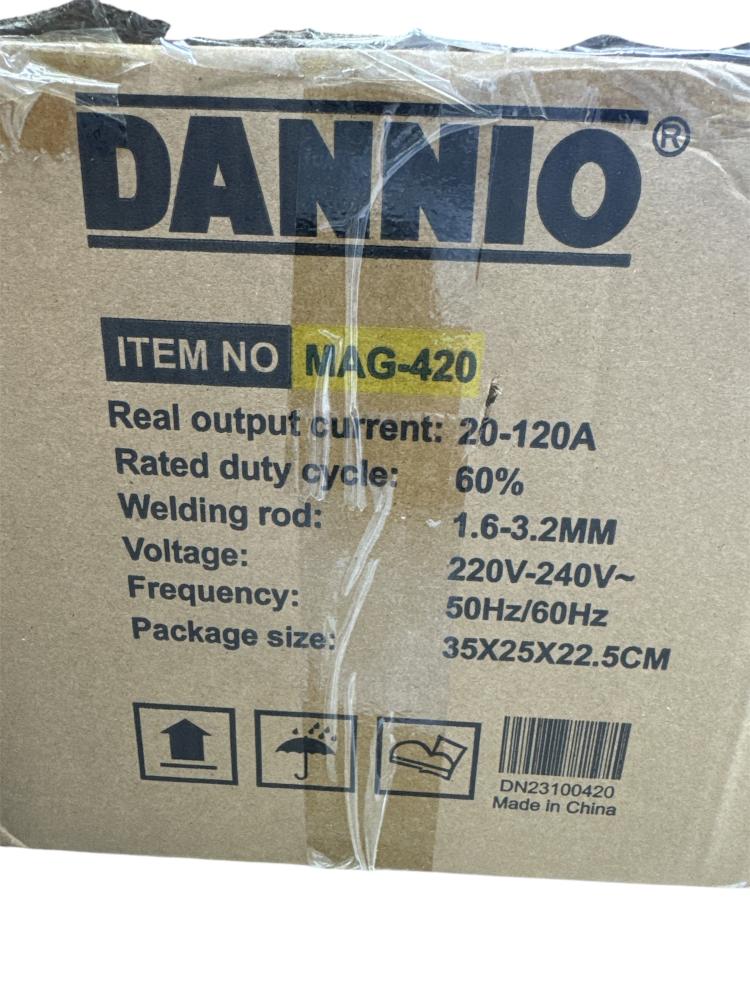 DANNIO®
ITEM NO MAG-420
Real output current: 20-120A
Rated duty cycle: 60%
Welding rod: 1.6-3.2MM
Voltage: 220V-240V~
Frequency: 50Hz/60Hz
Package size: 35X25X22.5CM
DN23100420
Made in China